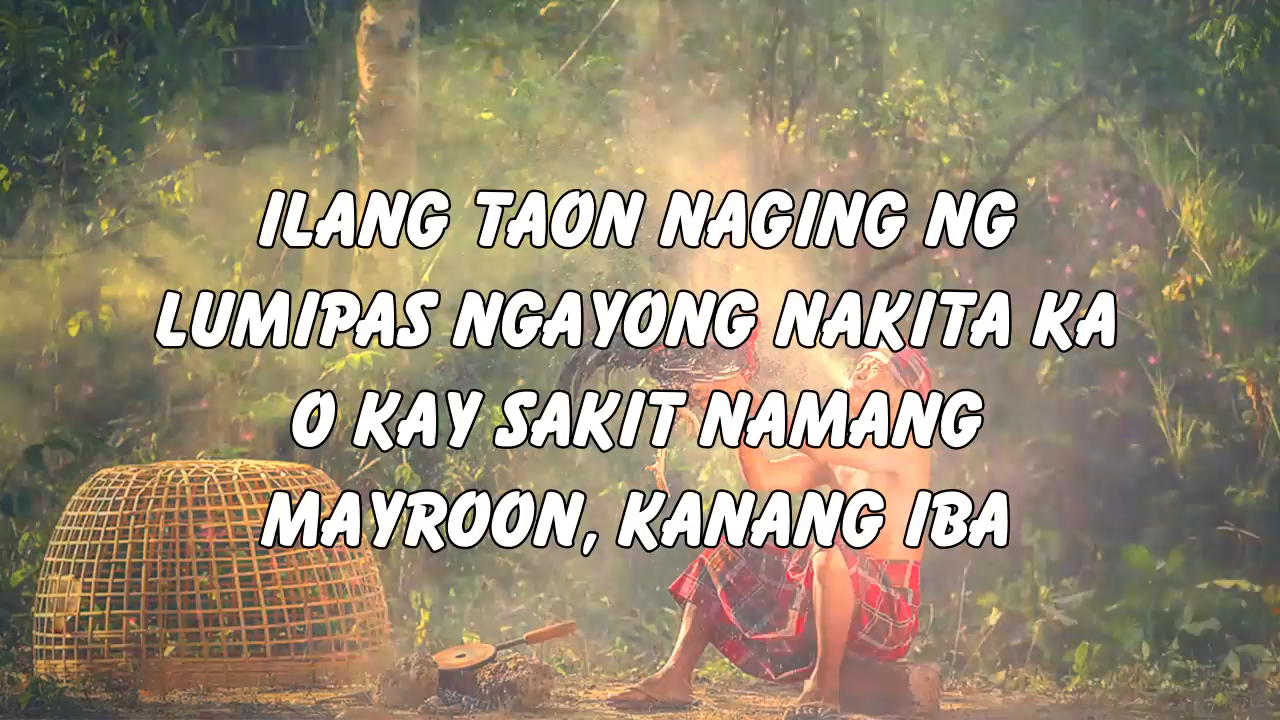 ILANG TAON NAGING NG
LUMIPAS NGAYONG NAKITA KA
O KAY SAKIT NAMANG
MAYROON, KANANG IBA